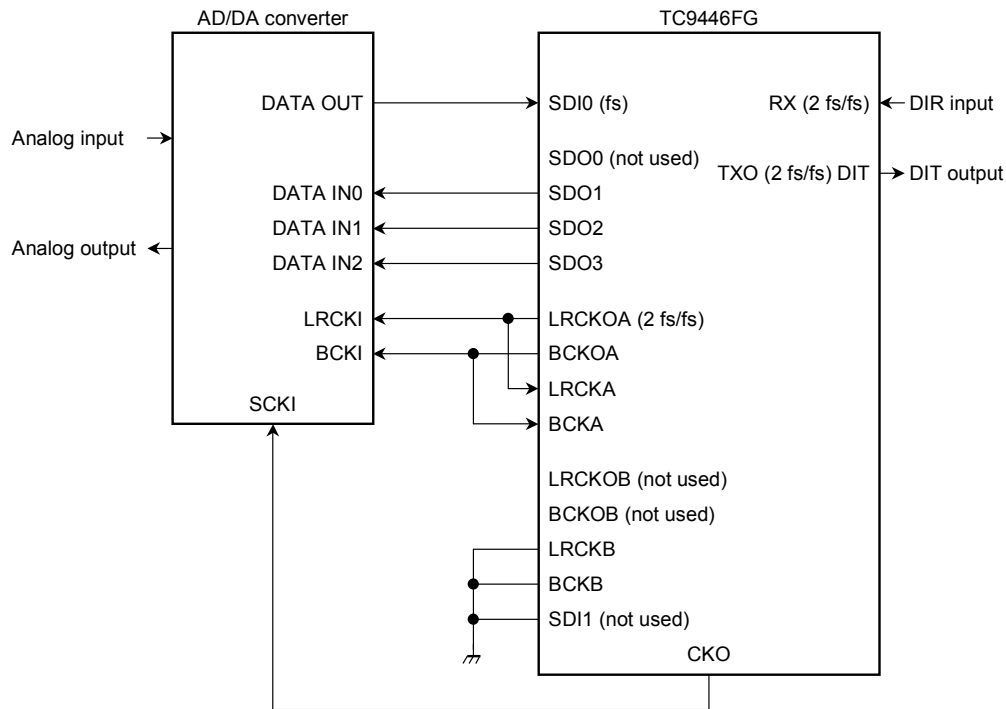 AD/DA converter
TC9446FG
DATA OUT
SDI0 (fs)
RX (2 fs/fs)
DIR input
Analog input
SDO0 (not used)
TXO (2 fs/fs) DIT
DIT output
DATA IN0
SDO1
DATA IN1
SDO2
Analog output
DATA IN2
SDO3
LRCKI
LRCKOA (2 fs/fs)
BCKI
BCKOA
LRCKA
SCKI
BCKA
LRCKOB (not used)
BCKOB (not used)
LRCKB
BCKB
SDI1 (not used)
CKO